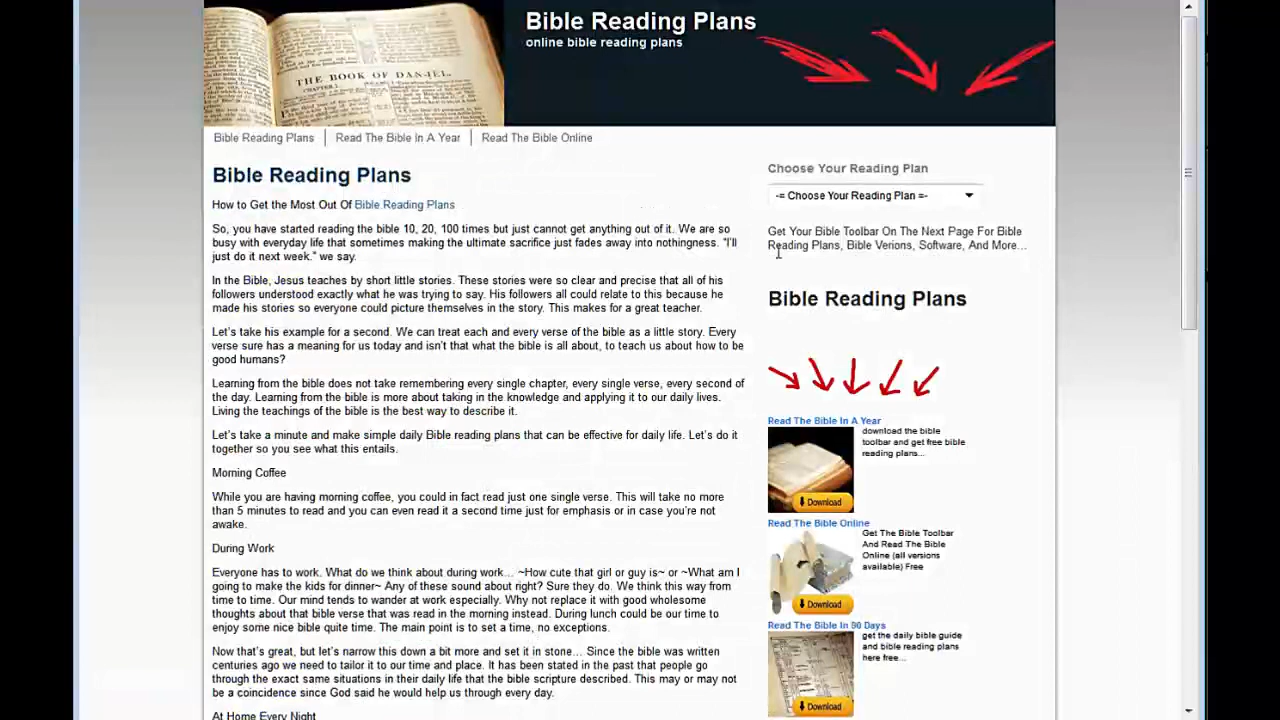 Bible Reading Plans
online bible reading plans
THE BOOK OF DANIEL.
CHAPTER
Bible Reading Plans
Read The Bible In A Year
Read The Bible Online
Bible Reading Plans
How to Get the Most Out Of Bible Reading Plans
So, you have started reading the bible 10, 20, 100 times but just cannot get anything out of it. We are so
busy with everyday life that sometimes making the ultimate sacrifice just fades away into nothingness. "I'll
just do it next week." we say.
In the Bible, Jesus teaches by short little stories. These stories were so clear and precise that all of his
followers understood exactly what he was trying to say. His followers all could relate to this because he
made his stories so everyone could picture themselves in the story. This makes for a great teacher.
Let's take his example for a second. We can treat each and every verse of the bible as a little story. Every
verse sure has a meaning for us today and isn't that what the bible is all about, to teach us about how to be
good humans?
Learning from the bible does not take remembering every single chapter, every single verse, every second of
the day. Learning from the bible is more about taking in the knowledge and applying it to our daily lives.
Living the teachings of the bible is the best way to describe it.
Let's take a minute and make simple daily Bible reading plans that can be effective for daily life. Let's do it
together so you see what this entails.
Morning Coffee
While you are having morning coffee, you could in fact read just one single verse. This will take no more
than 5 minutes to read and you can even read it a second time just for emphasis or in case you're not
awake.
During Work
Everyone has to work. What do we think about during work... ~How cute that girl or guy is~ or ~What am I
going to make the kids for dinner~ Any of these sound about right? Sure they do. We think this way from
time to time. Our mind tends to wander at work especially. Why not replace it with good wholesome
thoughts about that bible verse that was read in the morning instead. During lunch could be our time to
enjoy some nice bible quite time. The main point is to set a time, no exceptions.
Now that's great, but let's narrow this down a bit more and set it in stone... Since the bible was written
centuries ago we need to tailor it to our time and place. It has been stated in the past that people go
through the exact same situations in their daily life that the bible scripture described. This may or may not
be a coincidence since God said he would help us through every day.
At Home Every Night
Choose Your Reading Plan
-= Choose Your Reading Plan =-
Get Your Bible Toolbar On The Next Page For Bible
Reading Plans, Bible Verions, Software, And More...
Bible Reading Plans
Read The Bible In A Year
download the bible
toolbar and get free bible
reading plans...
Download
Read The Bible Online
Get The Bible Toolbar
And Read The Bible
Online (all versions
available) Free
Download
Read The Bible In 90 Days
get the daily bible guide
and bible reading plans
here free...
Download